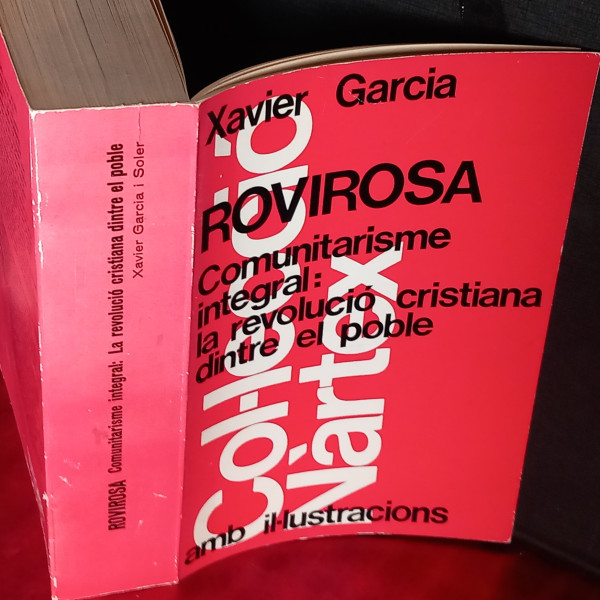 ROVIROSA Comunitarisme integral: La revolució cristiana dintre el poble
Xavier Garcia i Soler
Xavier Garcia
ROVIROSA
Comunitarisme
integral:
la revolució cristiana
dintre el poble
Col·lecció
Nàrtex
amb il·lustracions